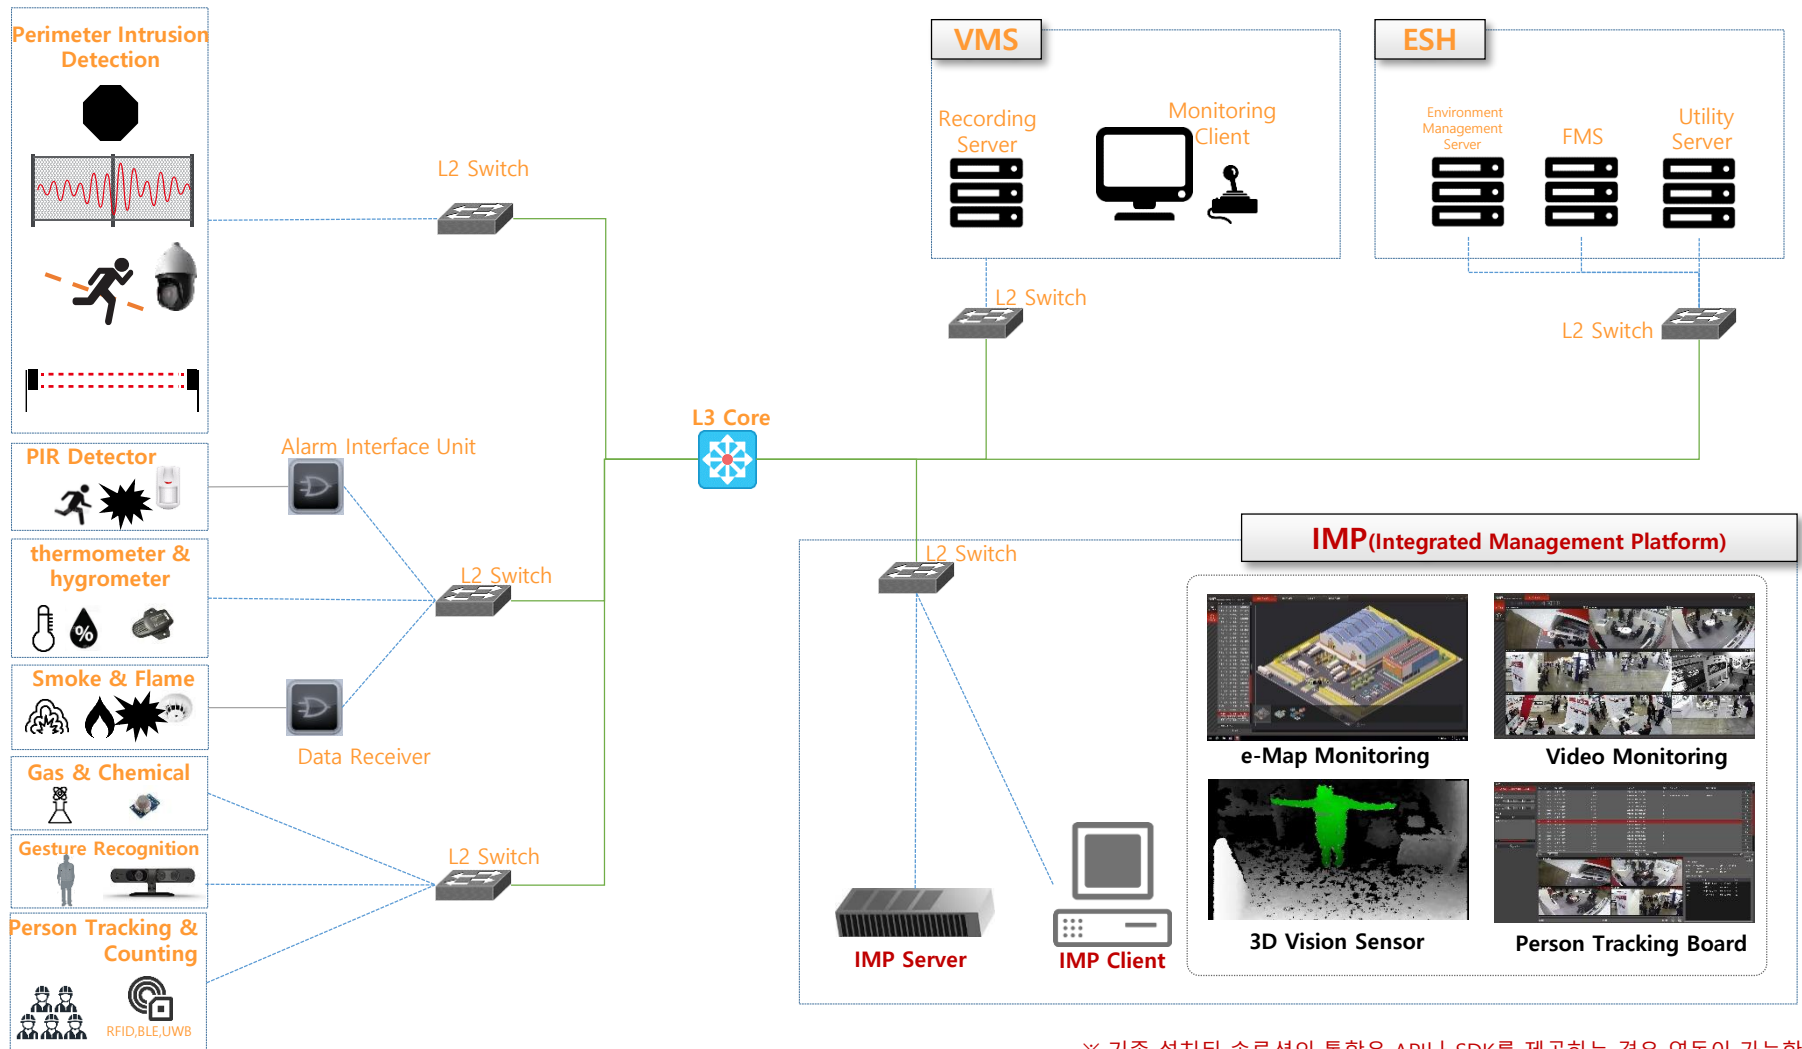 Perimeter Intrusion
Detection
L2 Switch
VMS
Recording
Server
Monitoring
Client
L2 Switch
ESH
Environment
Management
Server
FMS
Utility
Server
L2 Switch
L3 Core
PIR Detector
Alarm Interface Unit
thermometer &
hygrometer
%
L2 Switch
Smoke & Flame
Data Receiver
Gas & Chemical
Gesture Recognition
L2 Switch
Person Tracking &
Counting
RFID,BLE,UWB
L2 Switch
IMP(Integrated Management Platform)
e-Map Monitoring
Video Monitoring
3D Vision Sensor
Person Tracking Board
IMP Server
IMP Client